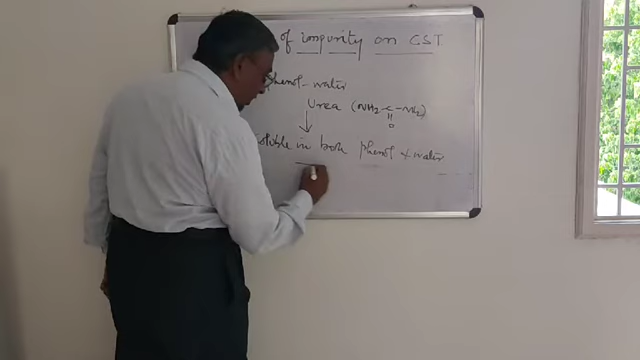 of impurity on CST
phenol-water
Urea (NH2-C-NH2)
||
O
soluble in both phenol & water